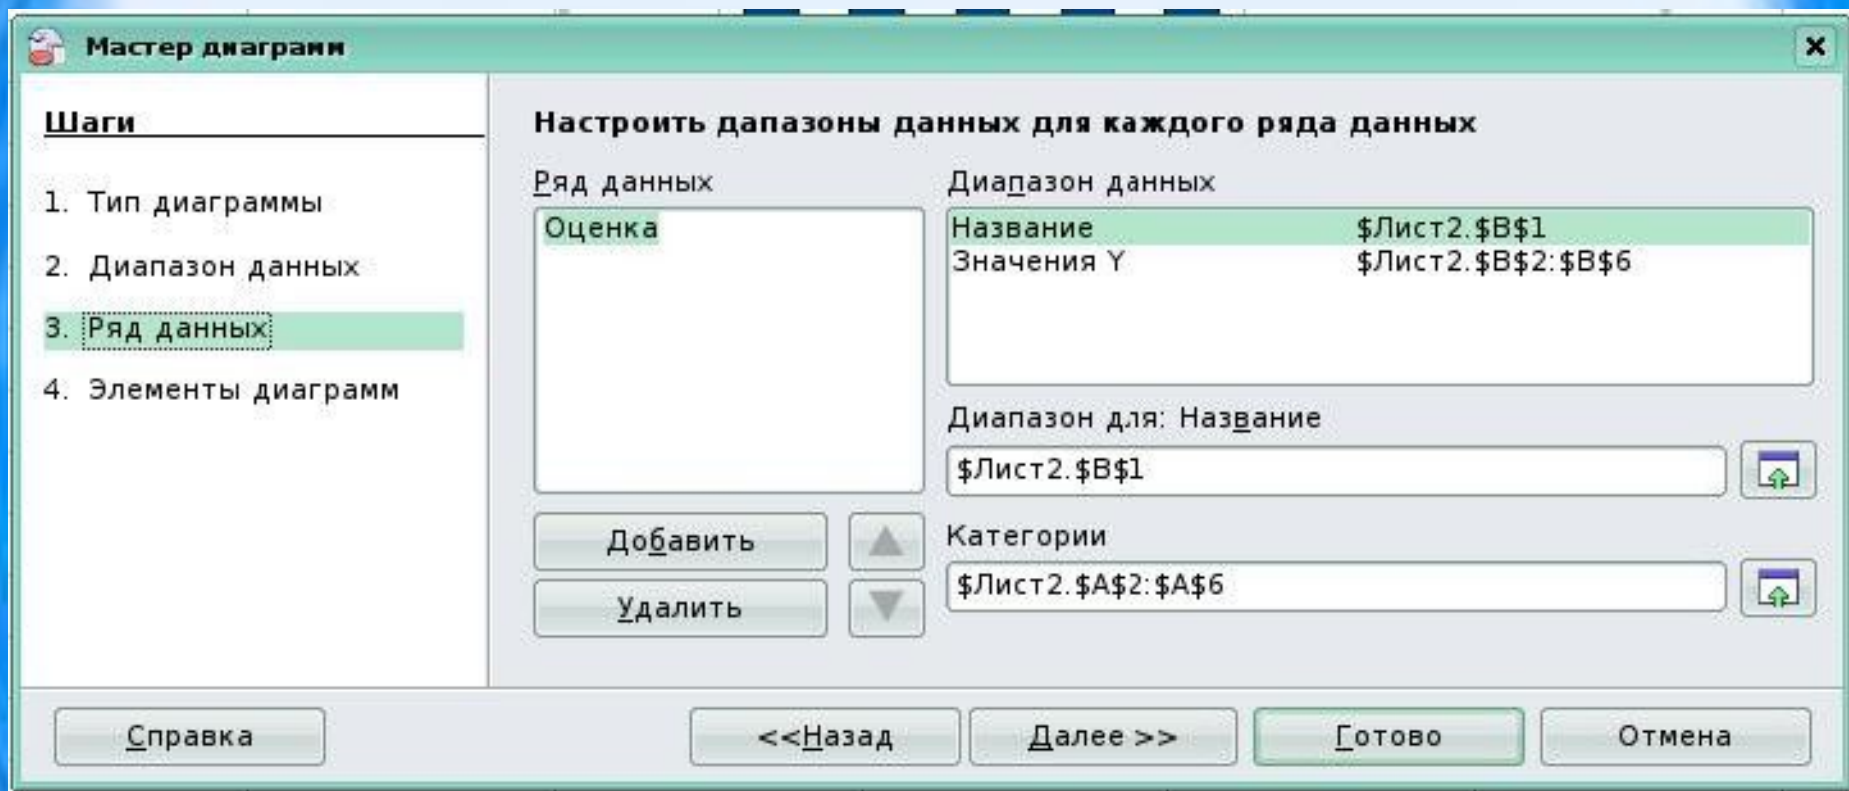 Мастер диаграмм
Шаги
1. Тип диаграммы
2. Диапазон данных
3. Ряд данных
4. Элементы диаграмм
Настроить дапазоны данных для каждого ряда данных
Ряд данных
Оценка
Добавить
Удалить
Диапазон данных
Название $Лист2.$B$1
Значения Y $Лист2.$B$2:$B$6
Диапазон для: Название
$Лист2.$B$1
Категории
$Лист2.$A$2:$A$6
Справка
<<Назад
Далее >>
Готово
Отмена